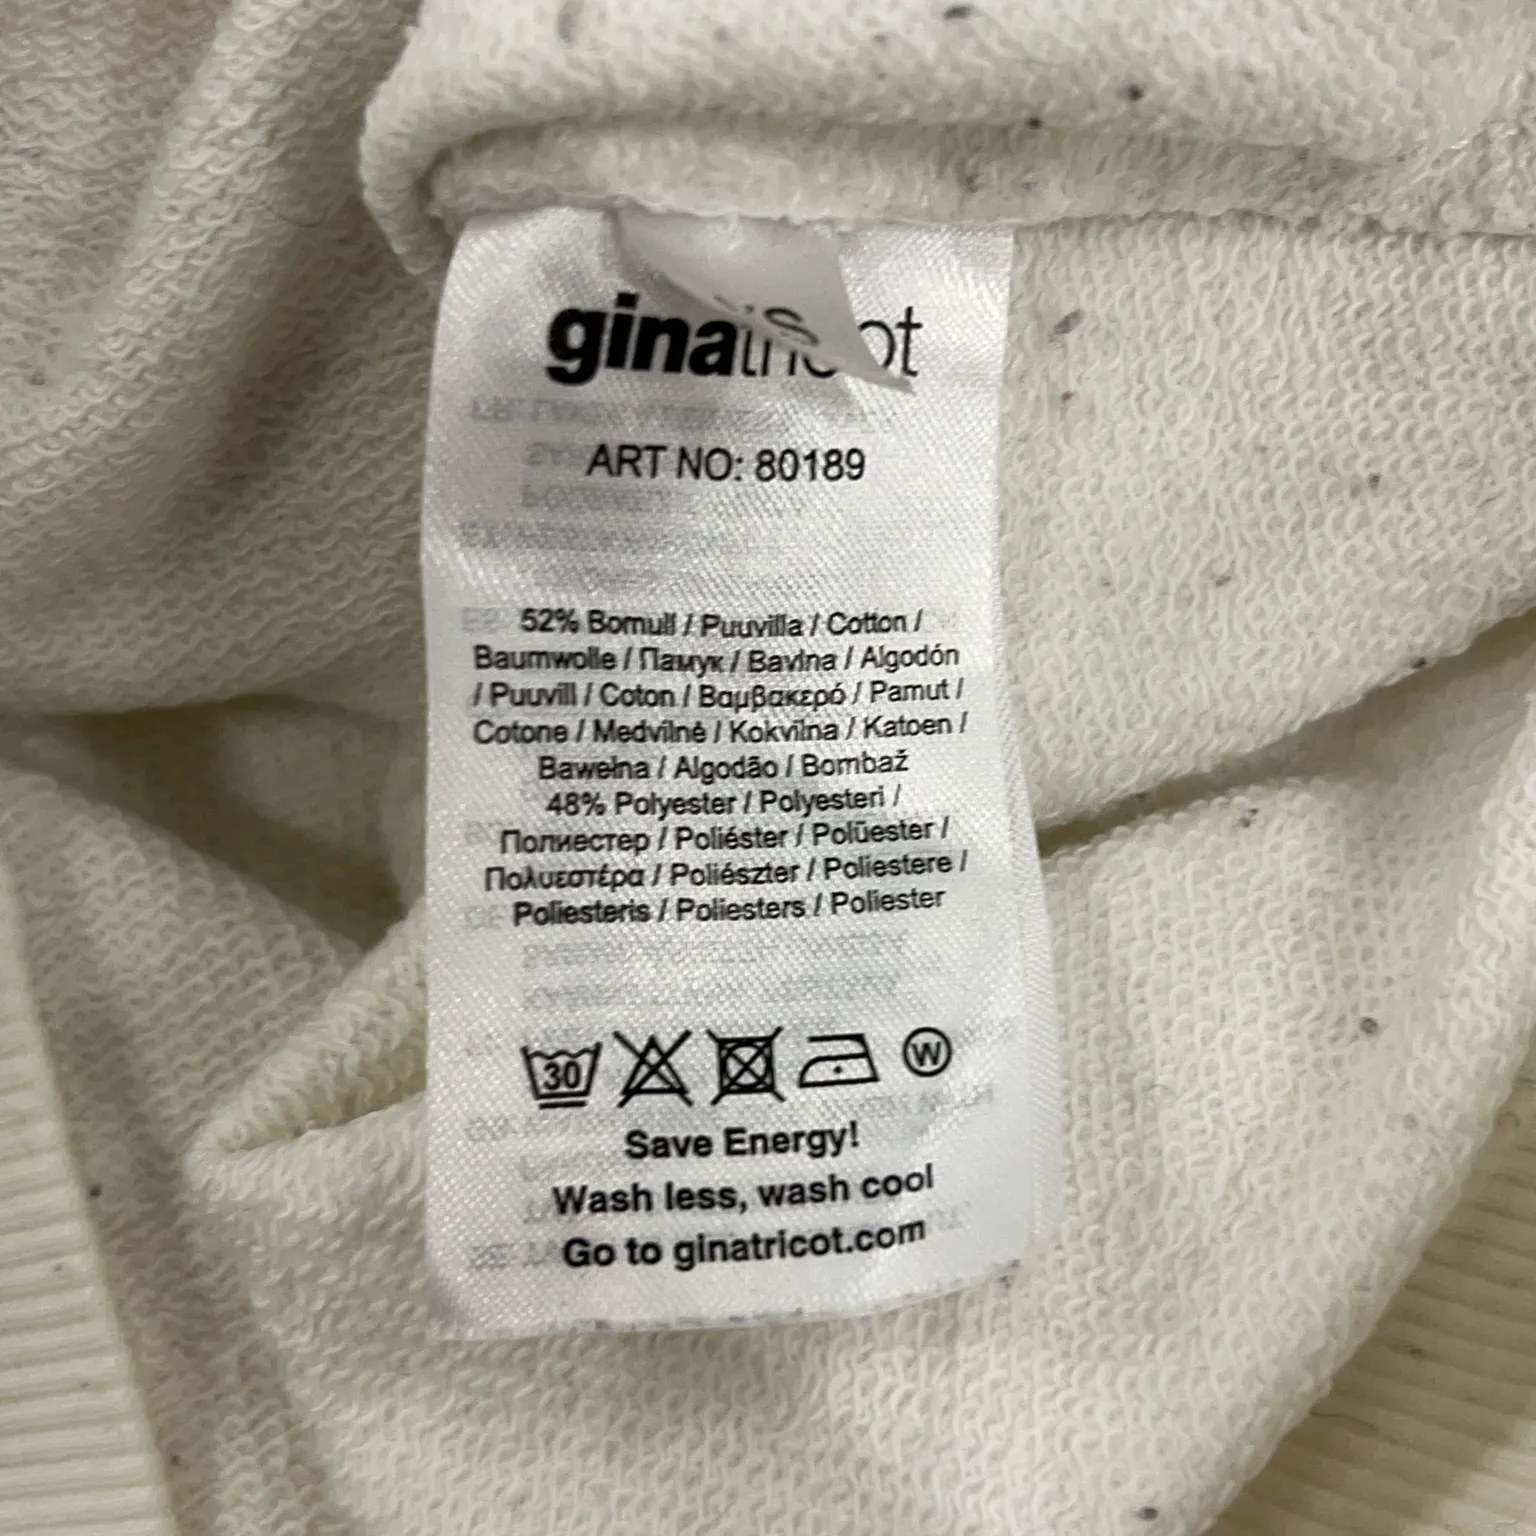 ginatricot
ART NO: 80189
52% Bomull / Puuvilla / Cotton /
Baumwolle / Памук / Bavlna / Algodón
/ Puuvill / Coton / Βαμβακερό / Pamut /
Cotone / Medvilnė / Kokvilna / Katoen /
Bawełna / Algodão / Bombaž
48% Polyester / Polyesteri /
Полиестер / Poliéster / Polüester /
Πολυεστέρα / Poliészter / Poliestere /
Poliesteris / Poliesters / Poliester
30 W
Save Energy!
Wash less, wash cool
Go to ginatricot.com